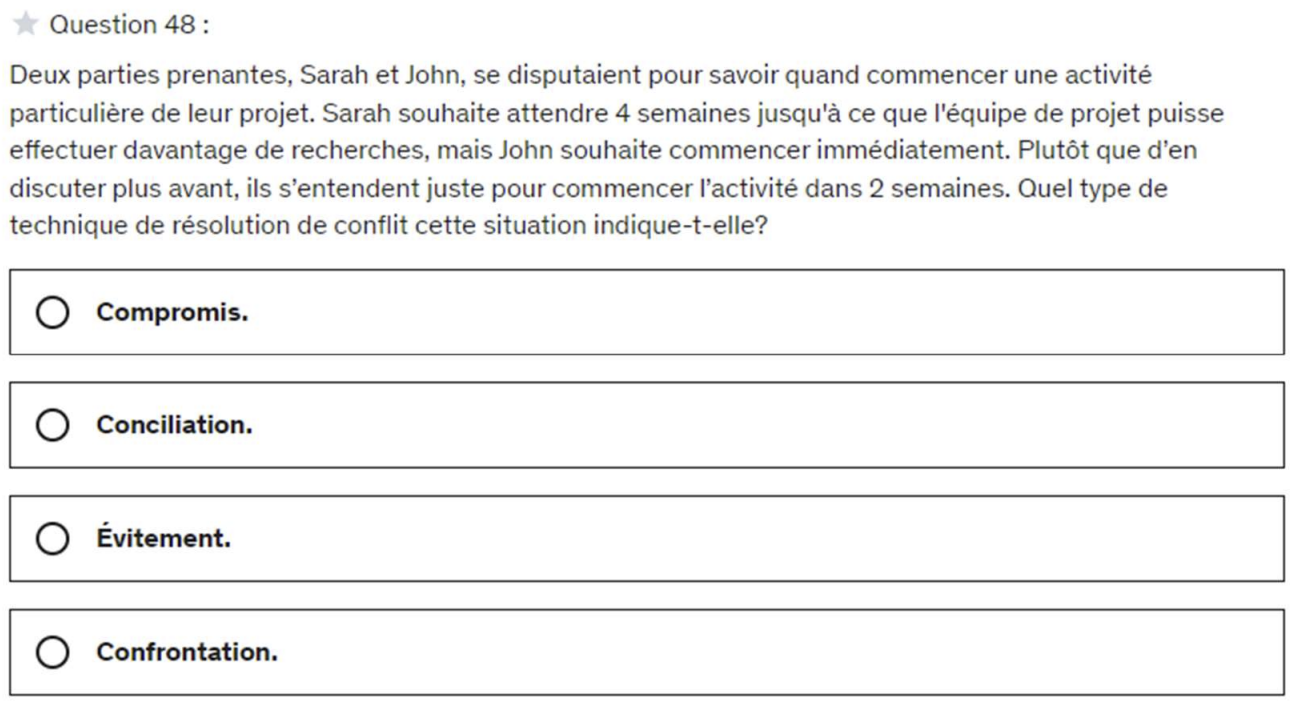 Question 48 :
Deux parties prenantes, Sarah et John, se disputaient pour savoir quand commencer une activité
particulière de leur projet. Sarah souhaite attendre 4 semaines jusqu'à ce que l'équipe de projet puisse
effectuer davantage de recherches, mais John souhaite commencer immédiatement. Plutôt que d’en
discuter plus avant, ils s’entendent juste pour commencer l’activité dans 2 semaines. Quel type de
technique de résolution de conflit cette situation indique-t-elle?
Compromis.
Conciliation.
Évitement.
Confrontation.